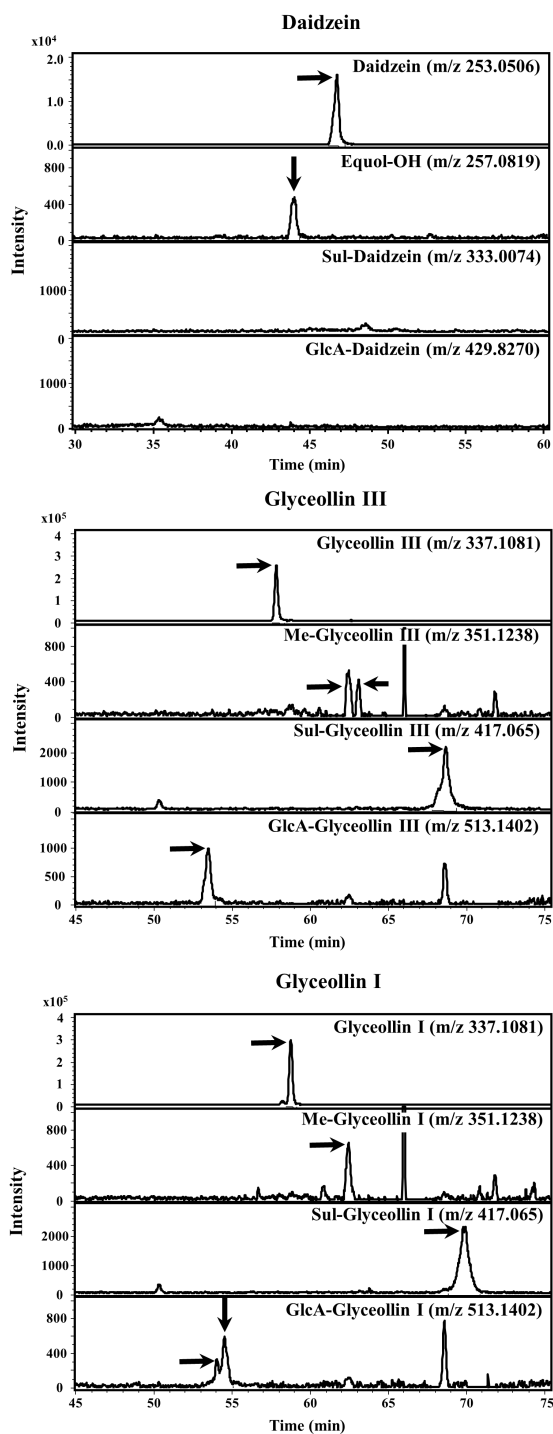 Daidzein
x10⁴
2.0
1.0
0.0
Daidzein (m/z 253.0506)
800
400
0
Equol-OH (m/z 257.0819)
1000
0
Sul-Daidzein (m/z 333.0074)
1000
0
GlcA-Daidzein (m/z 429.8270)
Intensity
30 35 40 45 50 55 60
Time (min)
Glyceollin III
x10⁵
4
3
2
1
0
Glyceollin III (m/z 337.1081)
800
400
0
Me-Glyceollin III (m/z 351.1238)
2000
1000
0
Sul-Glyceollin III (m/z 417.065)
1000
500
0
GlcA-Glyceollin III (m/z 513.1402)
Intensity
45 50 55 60 65 70 75
Time (min)
Glyceollin I
x10⁵
4
3
2
1
0
Glyceollin I (m/z 337.1081)
800
400
0
Me-Glyceollin I (m/z 351.1238)
2000
1000
0
Sul-Glyceollin I (m/z 417.065)
800
400
0
GlcA-Glyceollin I (m/z 513.1402)
Intensity
45 50 55 60 65 70 75
Time (min)